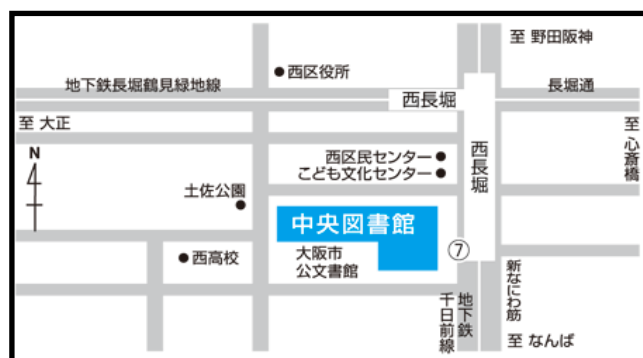 至 野田阪神
西区役所
地下鉄長堀鶴見緑地線
西長堀
長堀通
至 大正
至 心斎橋
N
西区民センター
こども文化センター
西長堀
土佐公園
中央図書館
西高校
大阪市
公文書館
⑦
新なにわ筋
地下鉄
千日前線
至 なんば